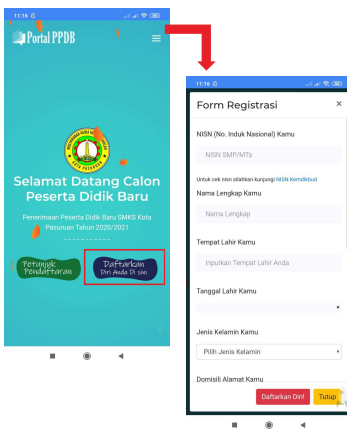 11:16
Portal PPDB
Selamat Datang Calon
Peserta Didik Baru
Penerimaan Peserta Didik Baru SMKS Kota
Pasuruan Tahun 2020/2021
-----------
Petunjuk
Pendaftaran
Daftarkan
Diri Anda Di sini
11:16
Form Registrasi
×
NISN (No. Induk Nasional) Kamu
NISN SMP/MTs
Untuk cek nisn silahkan kunjungi NISN Kemdikbud
Nama Lengkap Kamu
Nama Lengkap
Tempat Lahir Kamu
Inputkan Tempat Lahir Anda
Tanggal Lahir Kamu
Jenis Kelamin Kamu
Pilih Jenis Kelamin
Domisili Alamat Kamu
Daftarkan Diri!
Tutup